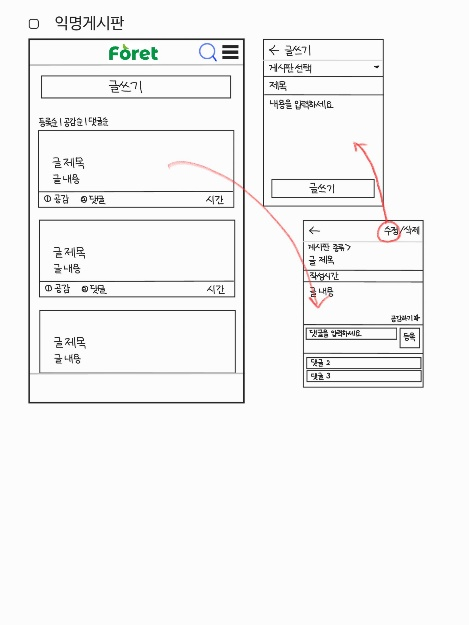 익명게시판
Fôret
글쓰기
등록순 | 공감순 | 댓글순
글제목
글 내용
① 공감 ② 댓글 시간
글제목
글 내용
① 공감 ② 댓글 시간
글제목
글 내용
← 글쓰기
게시판 선택
제목
내용을 입력하세요
글쓰기
← 수정/삭제
게시판 종류>
글 제목
작성시간
글 내용
공감하기
댓글을 입력하세요 등록
댓글 2
댓글 3